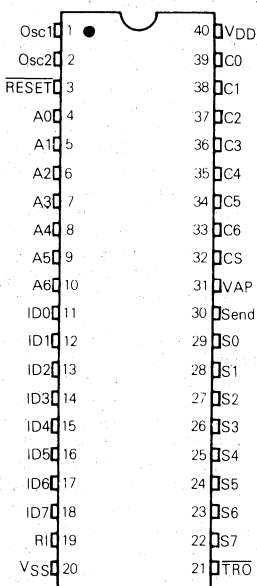 Osc1 1 40 VDD
Osc2 2 39 C0
RESET 3 38 C1
A0 4 37 C2
A1 5 36 C3
A2 6 35 C4
A3 7 34 C5
A4 8 33 C6
A5 9 32 CS
A6 10 31 VAP
ID0 11 30 Send
ID1 12 29 S0
ID2 13 28 S1
ID3 14 27 S2
ID4 15 26 S3
ID5 16 25 S4
ID6 17 24 S5
ID7 18 23 S6
RI 19 22 S7
VSS 20 21 TRO